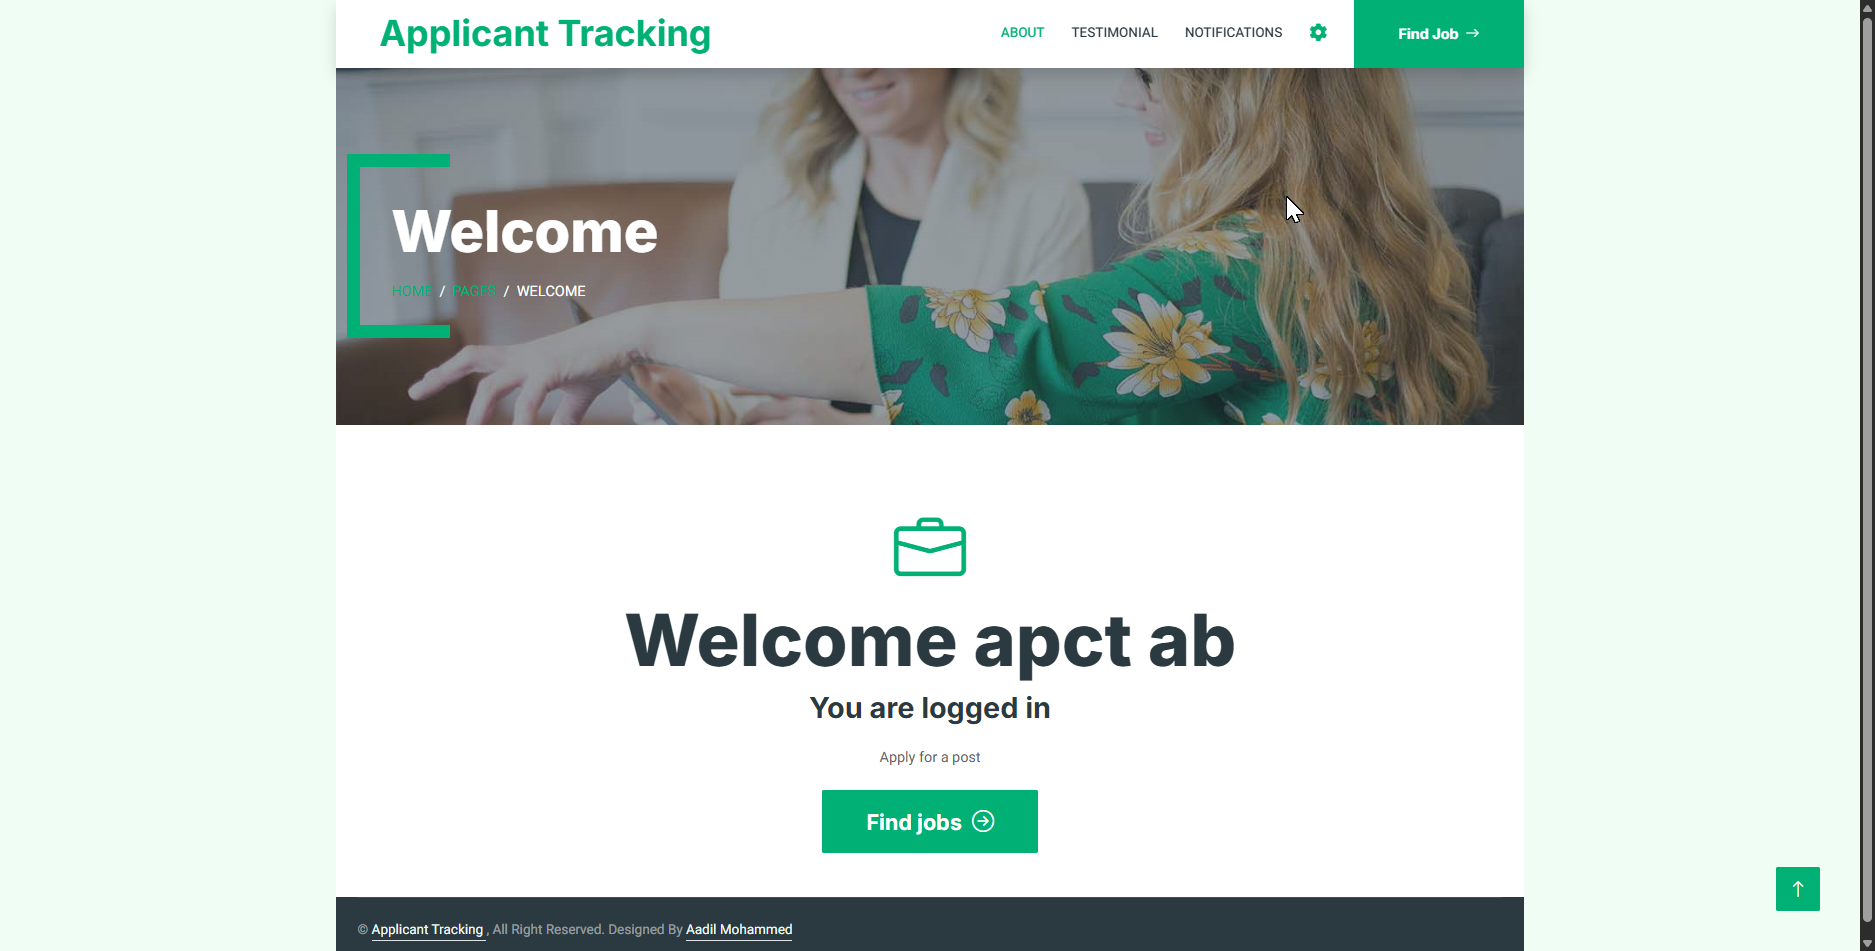 Applicant Tracking
ABOUT TESTIMONIAL NOTIFICATIONS Find Job →
Welcome
HOME / PAGES / WELCOME
Welcome apct ab
You are logged in
Apply for a post
Find jobs
© Applicant Tracking , All Right Reserved. Designed By Aadil Mohammed